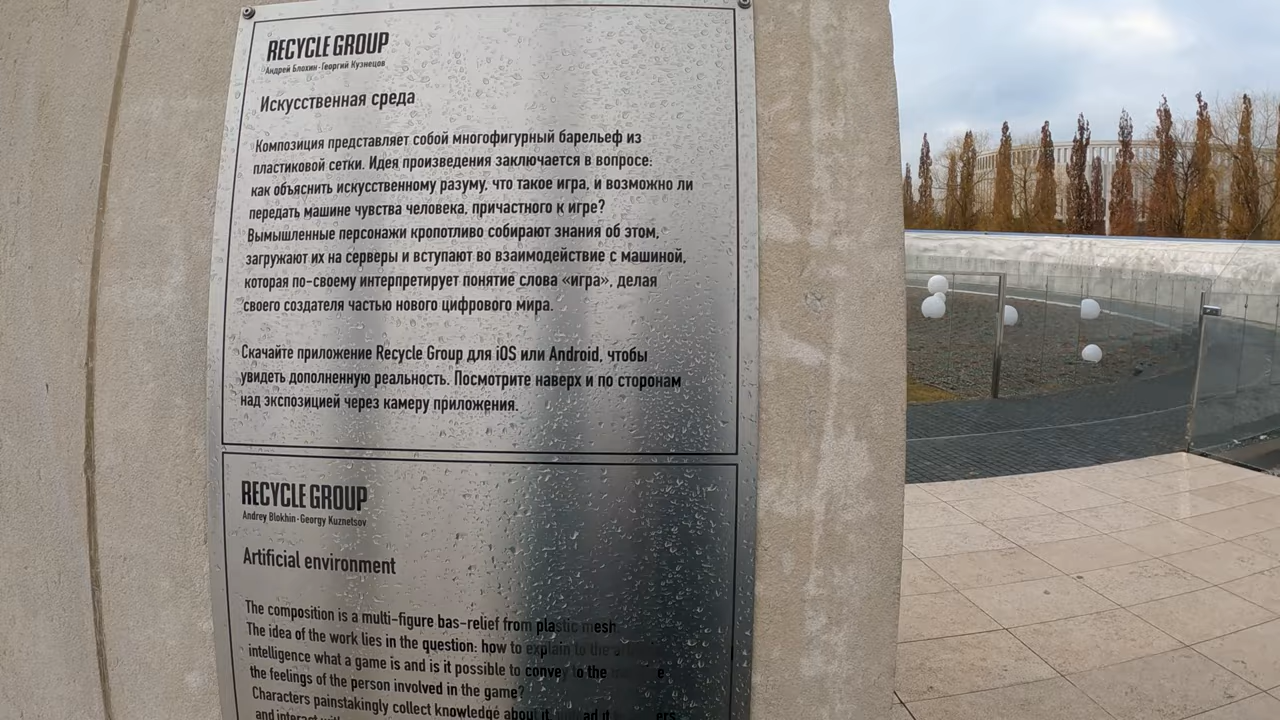 RECYCLE GROUP
Андрей Блохин · Георгий Кузнецов
Искусственная среда
Композиция представляет собой многофигурный барельеф из
пластиковой сетки. Идея произведения заключается в вопросе:
как объяснить искусственному разуму, что такое игра, и возможно ли
передать машине чувства человека, причастного к игре?
Вымышленные персонажи кропотливо собирают знания об этом,
загружают их на серверы и вступают во взаимодействие с машиной,
которая по-своему интерпретирует понятие слова «игра», делая
своего создателя частью нового цифрового мира.
Скачайте приложение Recycle Group для iOS или Android, чтобы
увидеть дополненную реальность. Посмотрите наверх и по сторонам
над экспозицией через камеру приложения.
RECYCLE GROUP
Andrey Blokhin · Georgy Kuznetsov
Artificial environment
The composition is a multi-figure bas-relief from plastic mesh.
The idea of the work lies in the question: how to explain to the
intelligence what a game is and is it possible to convey to the
the feelings of the person involved in the game?
Characters painstakingly collect knowledge about it,
and interact